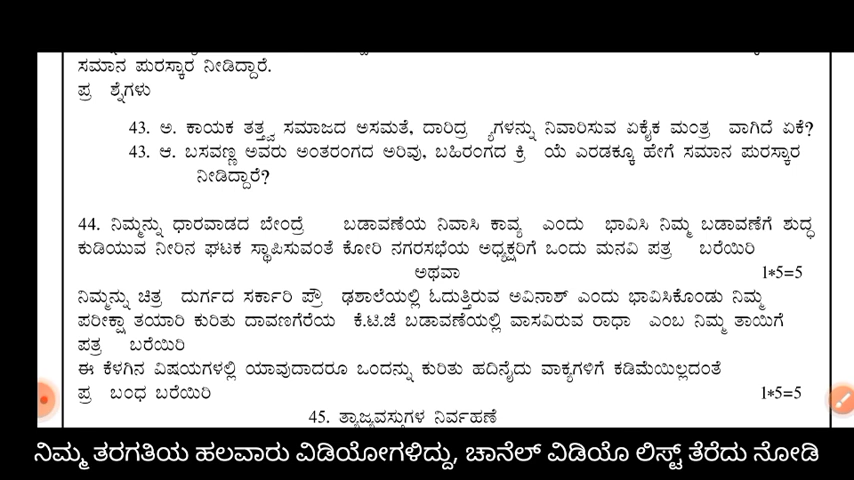 ಸಮಾನ ಪುರಸ್ಕಾರ ನೀಡಿದ್ದಾರೆ.
ಪ್ರ ಶ್ನೆಗಳು
43. ಅ. ಕಾಯಕ ತತ್ತ್ವ ಸಮಾಜದ ಅಸಮತೆ, ದಾರಿದ್ರ ್ಯಗಳನ್ನು ನಿವಾರಿಸುವ ಏಕೈಕ ಮಂತ್ರ ವಾಗಿದೆ ಏಕೆ?
43. ಆ. ಬಸವಣ್ಣ ಅವರು ಅಂತರಂಗದ ಅರಿವು, ಬಹಿರಂಗದ ಕ್ರಿ ಯೆ ಎರಡಕ್ಕೂ ಹೇಗೆ ಸಮಾನ ಪುರಸ್ಕಾರ
ನೀಡಿದ್ದಾರೆ?
44. ನಿಮ್ಮನ್ನು ಧಾರವಾಡದ ಬೇಂದ್ರೆ ಬಡಾವಣೆಯ ನಿವಾಸಿ ಕಾವ್ಯ ಎಂದು ಭಾವಿಸಿ ನಿಮ್ಮ ಬಡಾವಣೆಗೆ ಶುದ್ಧ
ಕುಡಿಯುವ ನೀರಿನ ಘಟಕ ಸ್ಥಾಪಿಸುವಂತೆ ಕೋರಿ ನಗರಸಭೆಯ ಅಧ್ಯಕ್ಷರಿಗೆ ಒಂದು ಮನವಿ ಪತ್ರ ಬರೆಯಿರಿ
ಅಥವಾ 1*5=5
ನಿಮ್ಮನ್ನು ಚಿತ್ರ ದುರ್ಗದ ಸರ್ಕಾರಿ ಪ್ರೌ ಢಶಾಲೆಯಲ್ಲಿ ಓದುತ್ತಿರುವ ಅವಿನಾಶ್ ಎಂದು ಭಾವಿಸಿಕೊಂಡು ನಿಮ್ಮ
ಪರೀಕ್ಷಾ ತಯಾರಿ ಕುರಿತು ದಾವಣಗೆರೆಯ ಕೆ.ಟಿ.ಜೆ ಬಡಾವಣೆಯಲ್ಲಿ ವಾಸವಿರುವ ರಾಧಾ ಎಂಬ ನಿಮ್ಮ ತಾಯಿಗೆ
ಪತ್ರ ಬರೆಯಿರಿ
ಈ ಕೆಳಗಿನ ವಿಷಯಗಳಲ್ಲಿ ಯಾವುದಾದರೂ ಒಂದನ್ನು ಕುರಿತು ಹದಿನೈದು ವಾಕ್ಯಗಳಿಗೆ ಕಡಿಮೆಯಿಲ್ಲದಂತೆ
ಪ್ರ ಬಂಧ ಬರೆಯಿರಿ 1*5=5
45. ತ್ಯಾಜ್ಯವಸ್ತುಗಳ ನಿರ್ವಹಣೆ
ನಿಮ್ಮ ತರಗತಿಯ ಹಲವಾರು ವಿಡಿಯೋಗಳಿದ್ದು, ಚಾನೆಲ್ ವಿಡಿಯೊ ಲಿಸ್ಟ್ ತೆರೆದು ನೋಡಿ